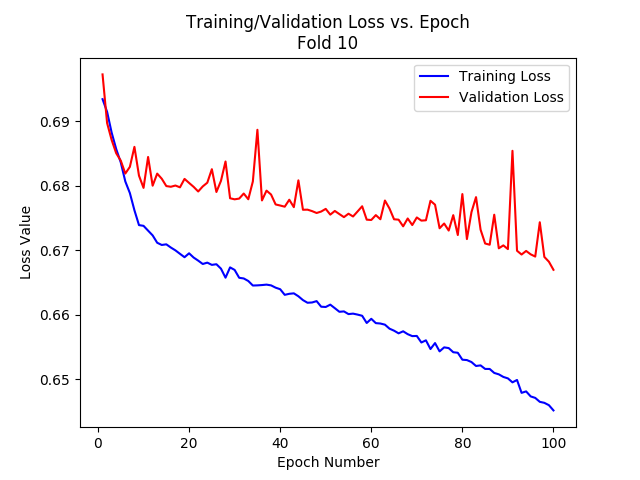 Training/Validation Loss vs. Epoch
Fold 10
Training Loss
Validation Loss
0.69
0.68
0.67
0.66
0.65
Loss Value
0
20
40
60
80
100
Epoch Number